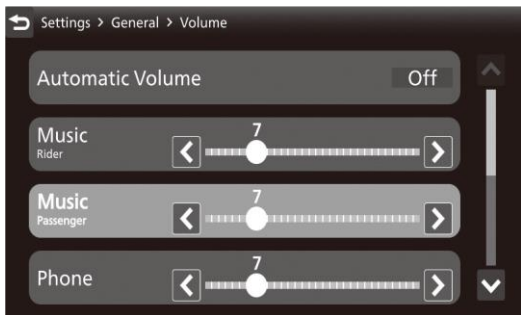 Settings > General > Volume
Automatic Volume Off
Music
Rider
7
Music
Passenger
7
Phone
7